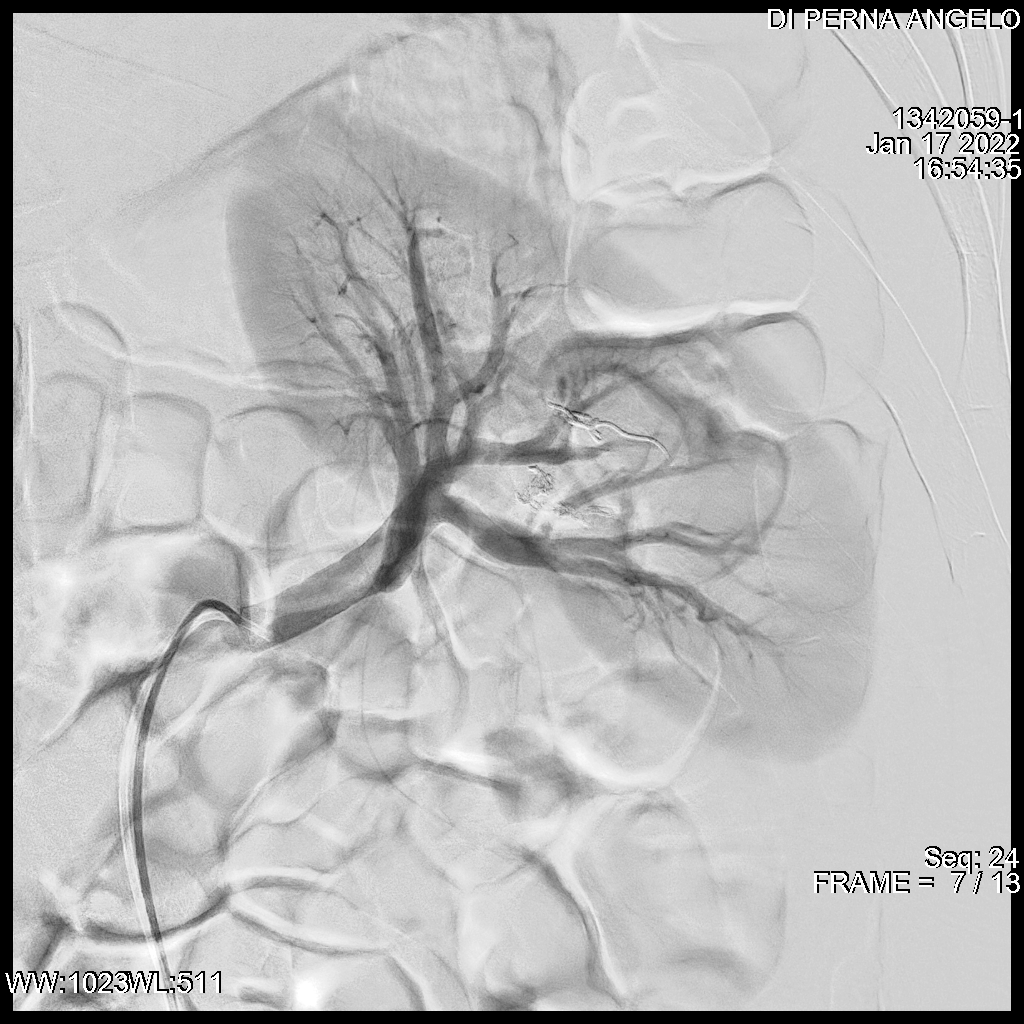 DI PERNA ANGELO
1342059-1
Jan 17 2022
16:54:35
Seq: 24
FRAME = 7 / 13
WW:1023WL:511